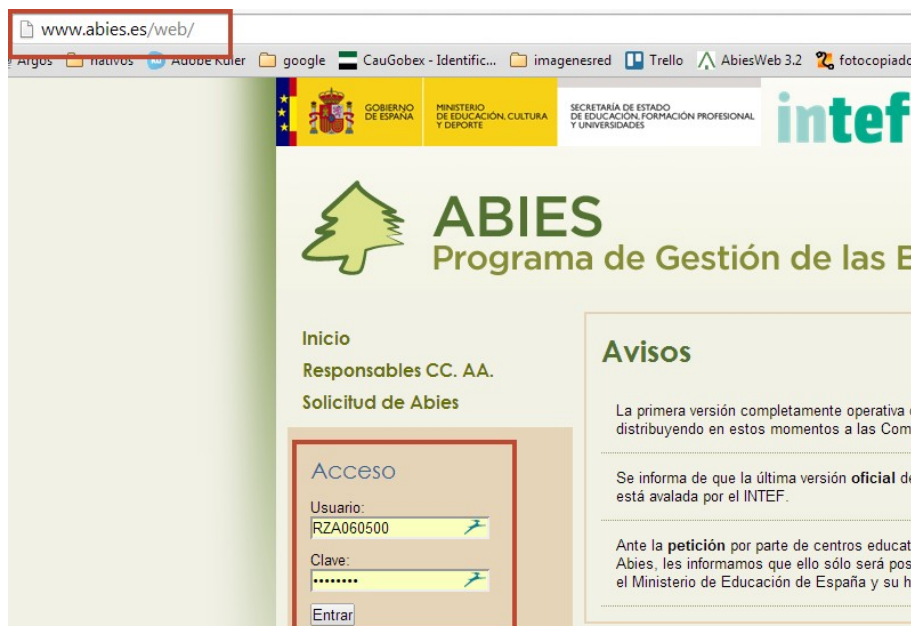 www.abies.es/web/
Argos nativos Adobe Kuler google CauGobex - Identific... imagenesred Trello AbiesWeb 3.2 fotocopiado
GOBIERNO
DE ESPAÑA
MINISTERIO
DE EDUCACIÓN, CULTURA
Y DEPORTE
SECRETARÍA DE ESTADO
DE EDUCACIÓN, FORMACIÓN PROFESIONAL
Y UNIVERSIDADES
intef
ABIES
Programa de Gestión de las B
Inicio
Responsables CC. AA.
Solicitud de Abies
Acceso
Usuario:
RZA060500
Clave:
••••••••
Entrar
Avisos
La primera versión completamente operativa
distribuyendo en estos momentos a las Com
Se informa de que la última versión oficial de
está avalada por el INTEF.
Ante la petición por parte de centros educat
Abies, les informamos que ello sólo será pos
el Ministerio de Educación de España y su h